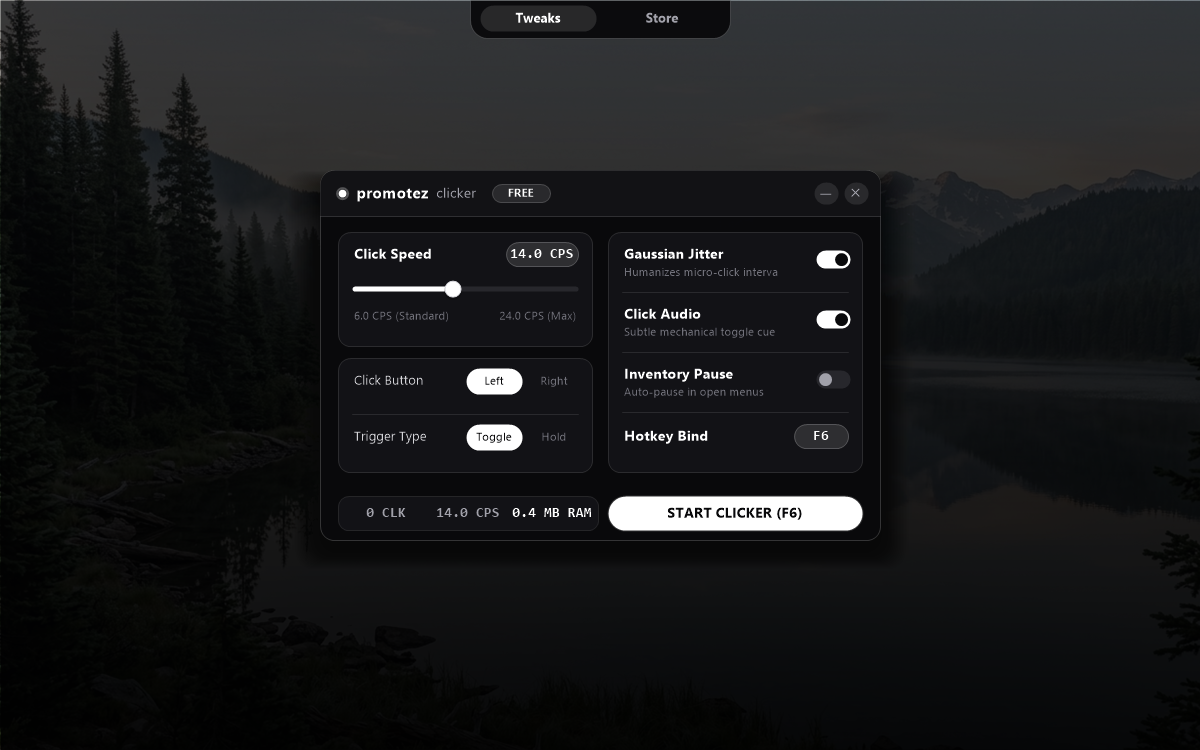 Tweaks Store
promotez clicker FREE
Click Speed 14.0 CPS
6.0 CPS (Standard) 24.0 CPS (Max)
Click Button Left Right
Trigger Type Toggle Hold
Gaussian Jitter
Humanizes micro-click interva
Click Audio
Subtle mechanical toggle cue
Inventory Pause
Auto-pause in open menus
Hotkey Bind F6
0 CLK 14.0 CPS 0.4 MB RAM
START CLICKER (F6)